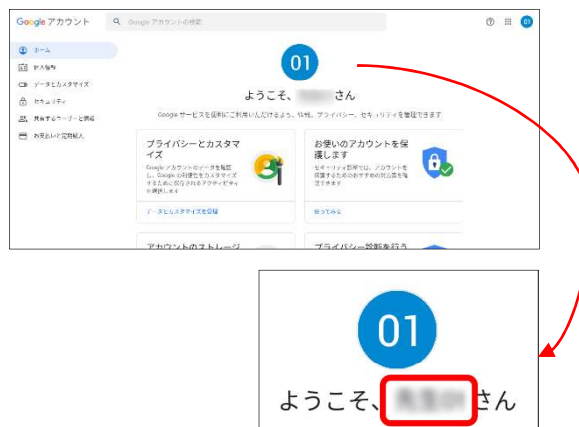 Google アカウント
Google アカウントの検索
01
ホーム
個人情報
データとカスタマイズ
セキュリティ
共有するユーザーと情報
お支払いと定期購入
01
ようこそ、 さん
Google サービスを便利にご利用いただけるよう、情報、プライバシー、セキュリティを管理できます
プライバシーとカスタマ
イズ
Google アカウントのデータを確認
し、Google の利便性をカスタマイズ
するために保存されるアクティビティ
を選択します
データとカスタマイズを管理
お使いのアカウントを保
護します
セキュリティ診断では、アカウントを
保護するためのおすすめの対応策を確
認できます
使ってみる
アカウントのストレージ
プライバシー診断を行う
01
ようこそ、 さん